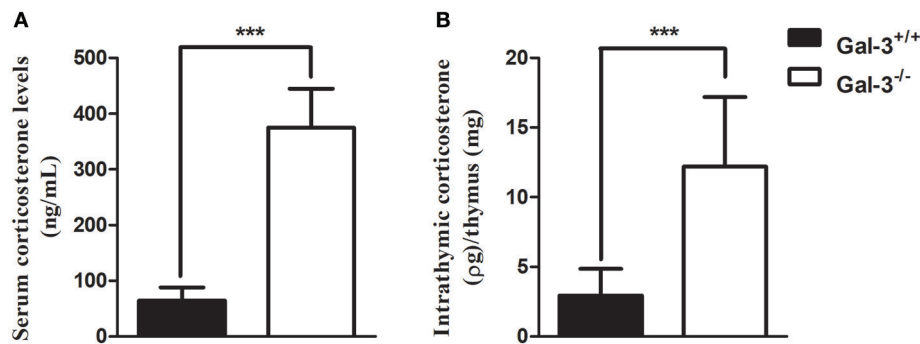 A
Serum corticosterone levels
(ng/mL)
500
400
300
200
100
0
***
B
Intrathymic corticosterone
(ρg)/thymus (mg)
20
15
10
5
0
***
Gal-3+/+
Gal-3-/-